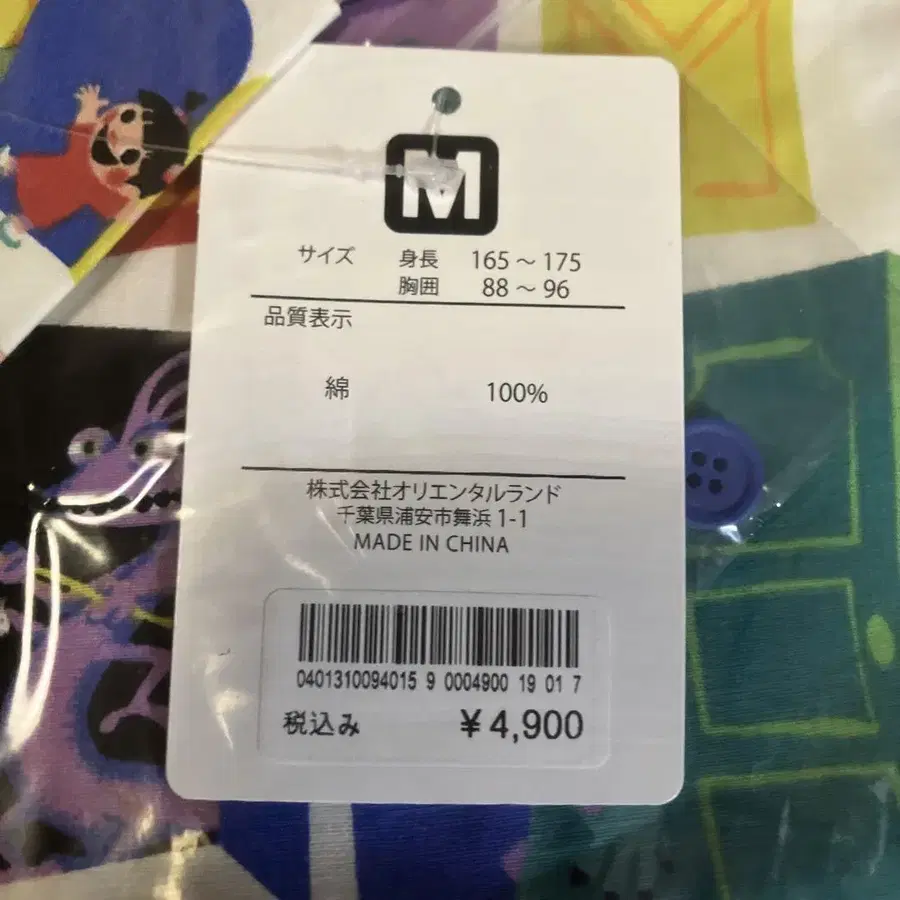 M
サイズ 身長 165～175
胸囲 88～96
品質表示
綿 100%
株式会社オリエンタルランド
千葉県浦安市舞浜1-1
MADE IN CHINA
0401310094015 9 0004900 19 01 7
税込み ¥4,900